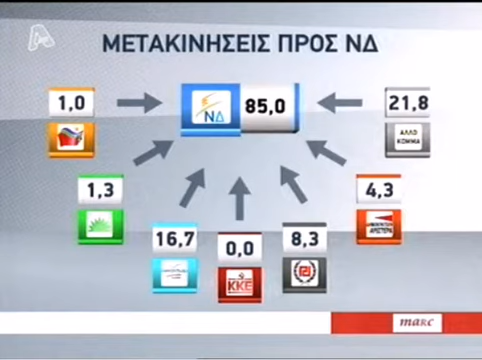 ΜΕΤΑΚΙΝΗΣΕΙΣ ΠΡΟΣ ΝΔ
1,0
85,0
21,8
ΝΔ
ΑΛΛΟ
ΚΟΜΜΑ
1,3
4,3
ΑΡΙΣΤΕΡΑ
16,7
0,0
8,3
ΚΚΕ
marc